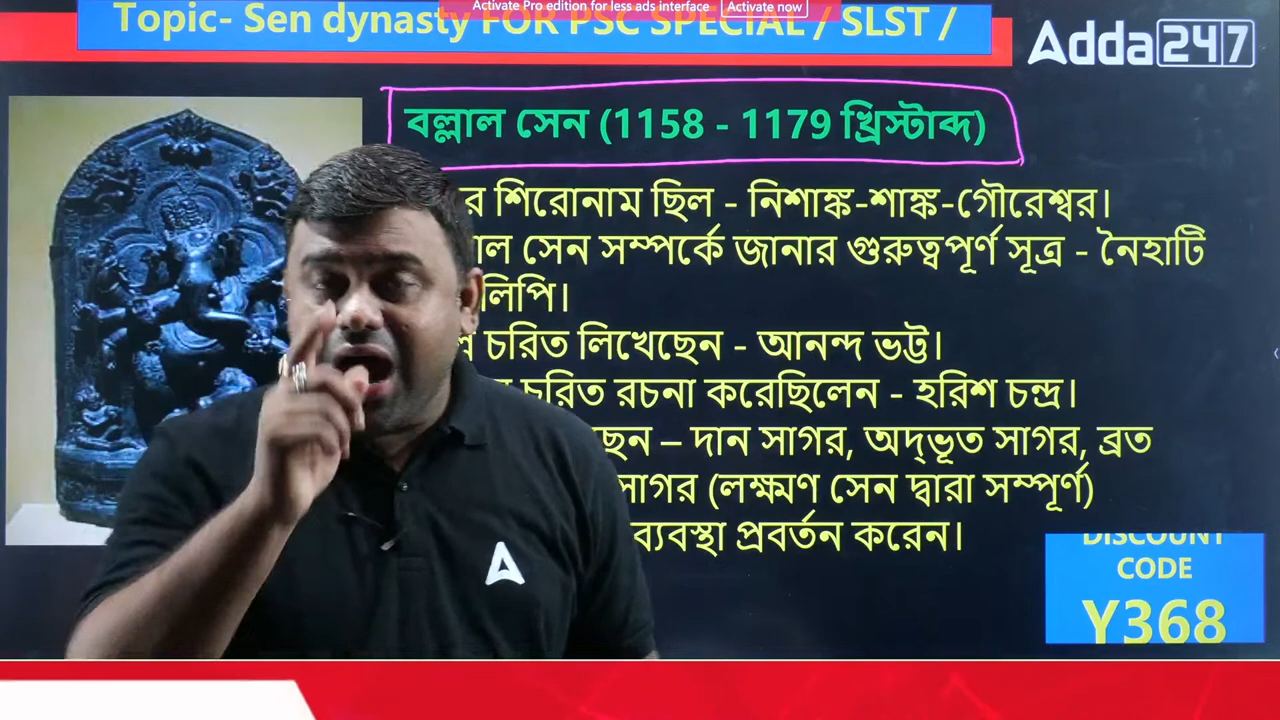 Activate Pro edition for less ads interface Activate now
Topic- Sen dynasty FOR PSC SPECIAL / SLST /
Adda247
বল্লাল সেন (1158 - 1179 খ্রিস্টাব্দ)
র শিরোনাম ছিল - নিশাঙ্ক-শাঙ্ক-গৌরেশ্বর।
াল সেন সম্পর্কে জানার গুরুত্বপূর্ণ সূত্র - নৈহাটি
লিপি।
চরিত লিখেছেন - আনন্দ ভট্ট।
চরিত রচনা করেছিলেন - হরিশ চন্দ্র।
ছেন – দান সাগর, অদ্ভূত সাগর, ব্রত
সাগর (লক্ষ্মণ সেন দ্বারা সম্পূর্ণ)
ব্যবস্থা প্রবর্তন করেন।
DISCOUNT
CODE
Y368